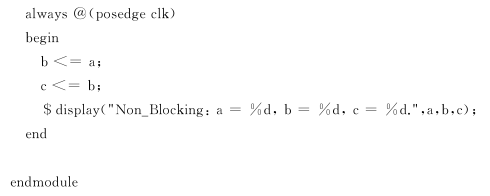 always @(posedge clk)
begin
b <= a;
c <= b;
$ display("Non_Blocking: a = %d, b = %d, c = %d.",a,b,c);
end
endmodule